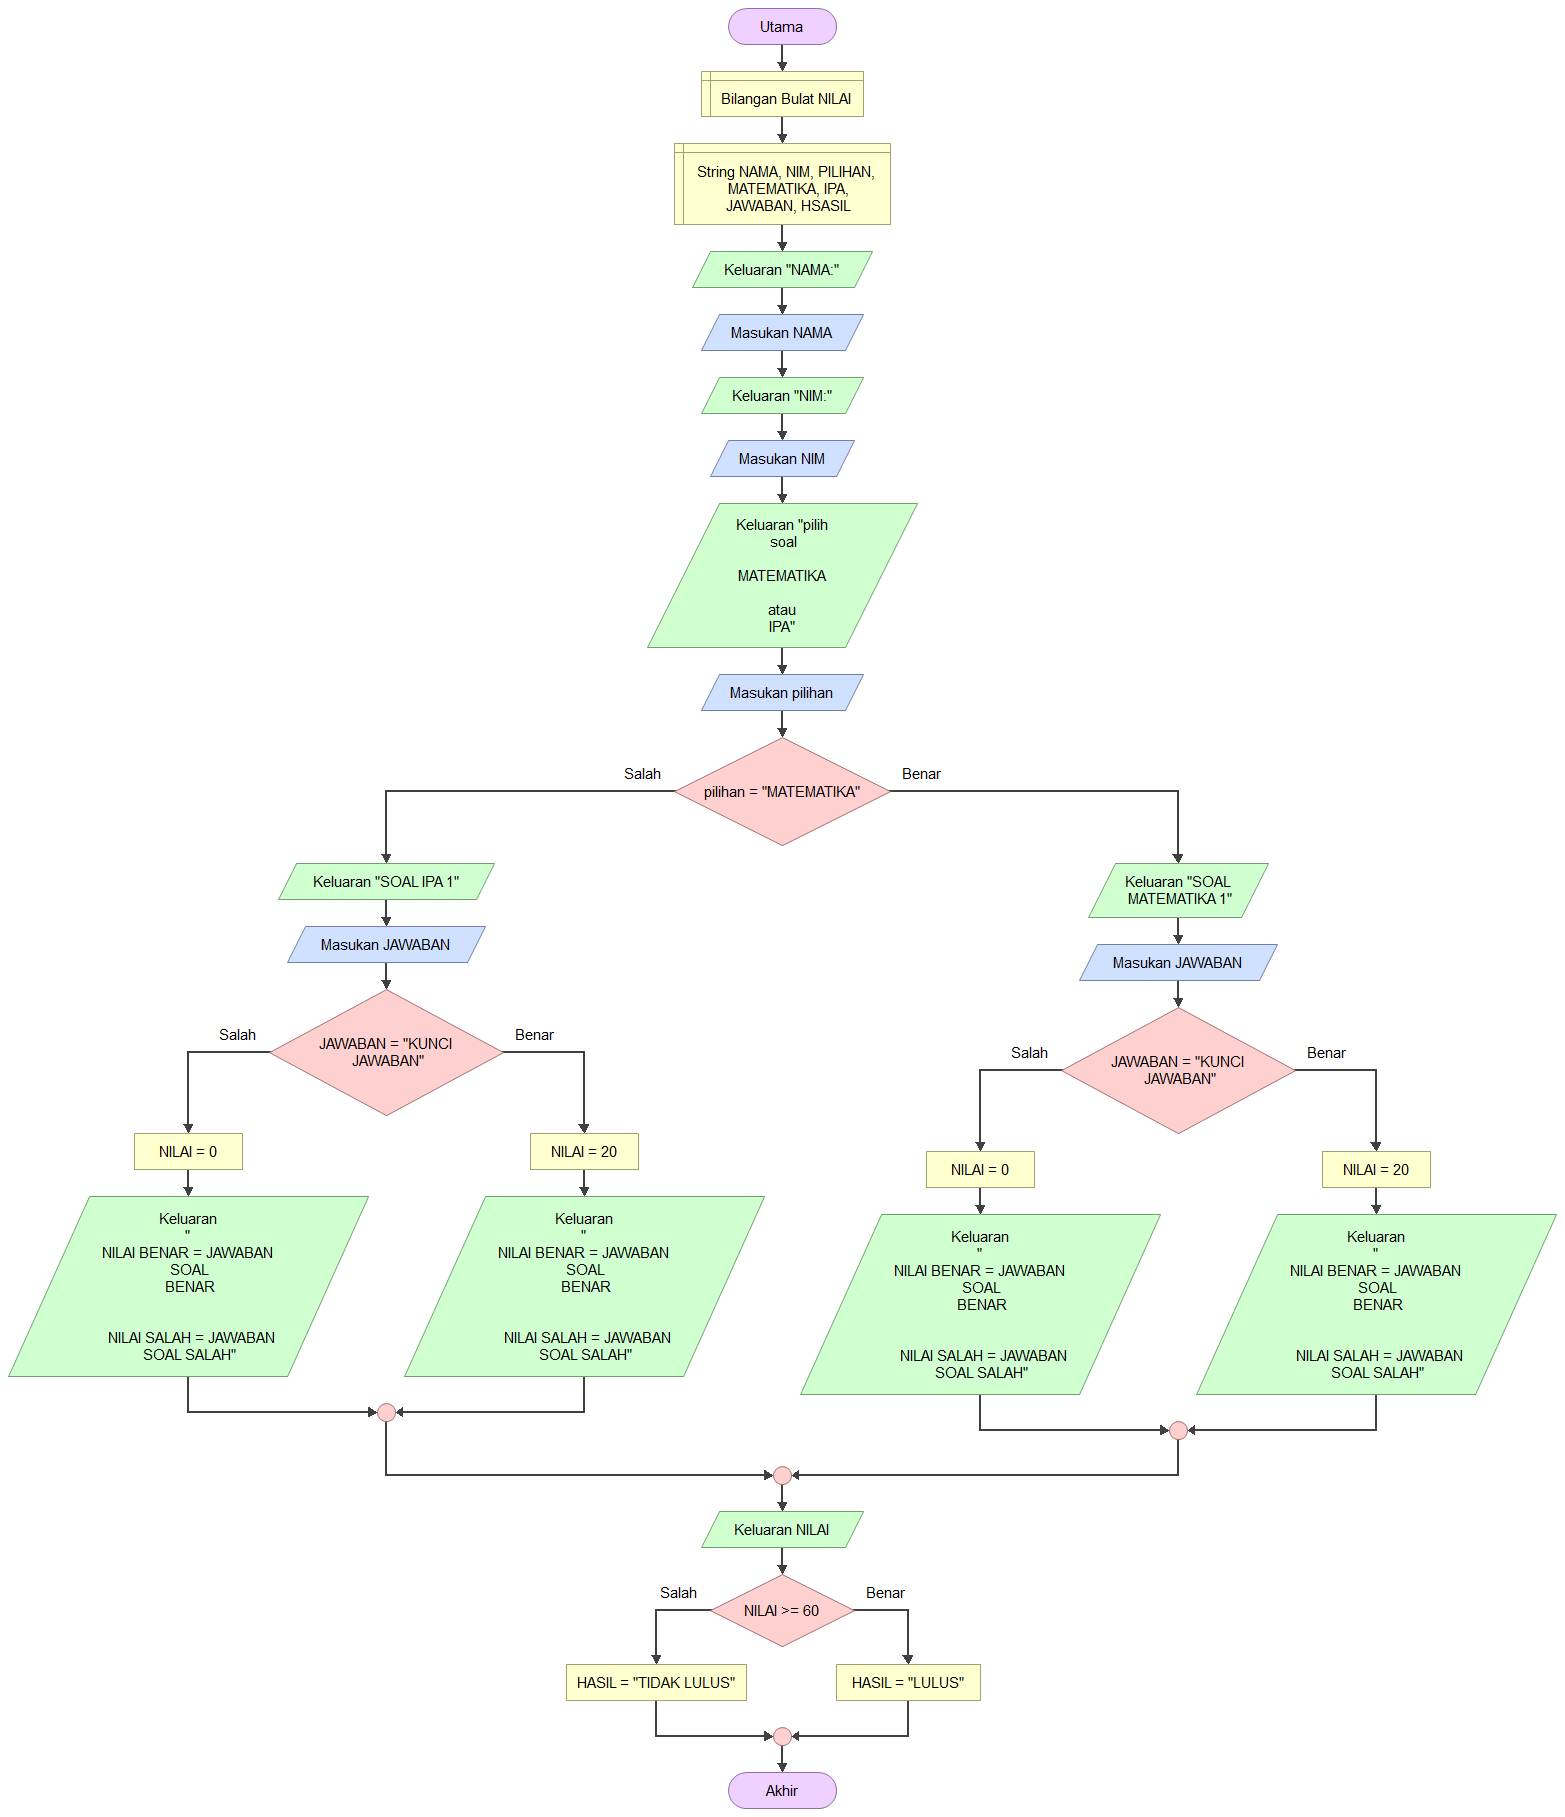 Utama
Bilangan Bulat NILAI
String NAMA, NIM, PILIHAN,
MATEMATIKA, IPA,
JAWABAN, HSASIL
Keluaran "NAMA:"
Masukan NAMA
Keluaran "NIM:"
Masukan NIM
Keluaran "pilih
soal
MATEMATIKA
atau
IPA"
Masukan pilihan
pilihan = "MATEMATIKA"
Salah
Benar
Keluaran "SOAL IPA 1"
Masukan JAWABAN
JAWABAN = "KUNCI
JAWABAN"
Salah
Benar
NILAI = 0
Keluaran
"
NILAI BENAR = JAWABAN
SOAL
BENAR
NILAI SALAH = JAWABAN
SOAL SALAH"
NILAI = 20
Keluaran
"
NILAI BENAR = JAWABAN
SOAL
BENAR
NILAI SALAH = JAWABAN
SOAL SALAH"
Keluaran "SOAL
MATEMATIKA 1"
Masukan JAWABAN
JAWABAN = "KUNCI
JAWABAN"
Salah
Benar
NILAI = 0
Keluaran
"
NILAI BENAR = JAWABAN
SOAL
BENAR
NILAI SALAH = JAWABAN
SOAL SALAH"
NILAI = 20
Keluaran
"
NILAI BENAR = JAWABAN
SOAL
BENAR
NILAI SALAH = JAWABAN
SOAL SALAH"
Keluaran NILAI
NILAI >= 60
Salah
Benar
HASIL = "TIDAK LULUS"
HASIL = "LULUS"
Akhir